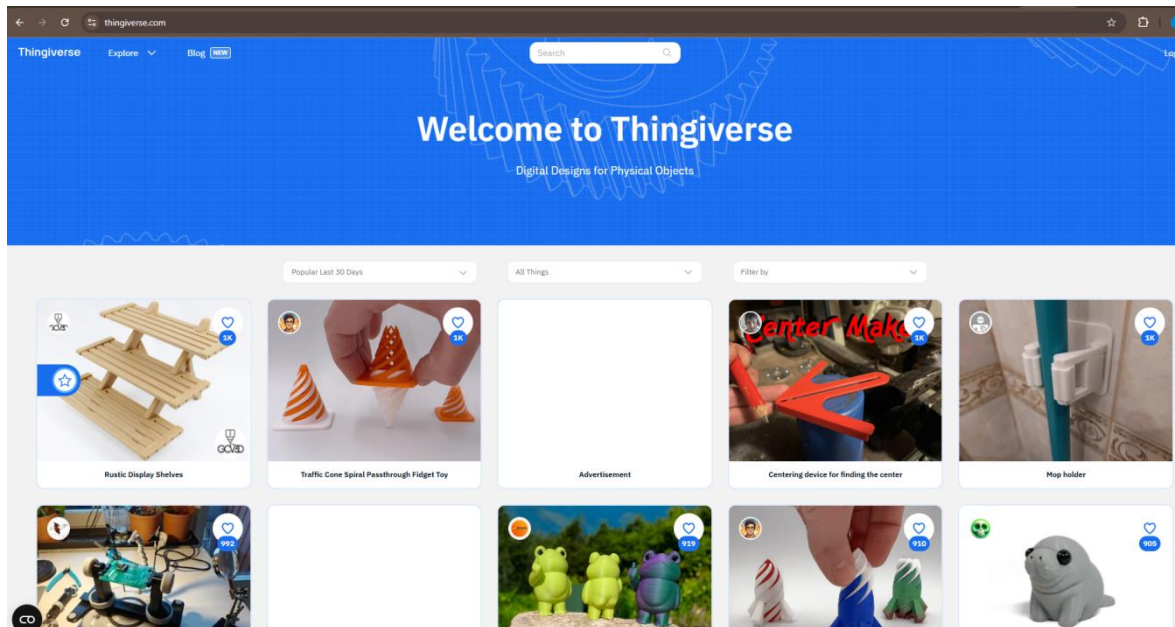 thingiverse.com
Thingiverse Explore Blog NEW Search
Welcome to Thingiverse
Digital Designs for Physical Objects
Popular Last 30 Days All Things Filter by
1K 1K Center 1K 1K
GOV3D
Rustic Display Shelves Traffic Cone Spiral Passthrough Fidget Toy Advertisement Centering device for finding the center Mop holder
992 919 910 905